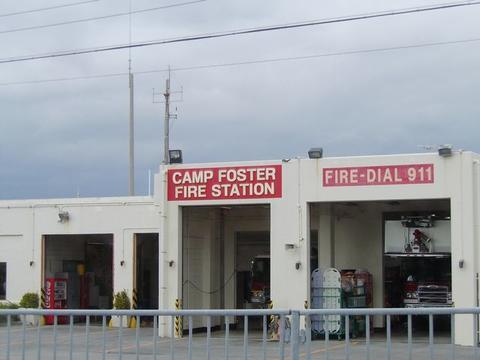 CAMP FOSTER
FIRE STATION
FIRE-DIAL 911